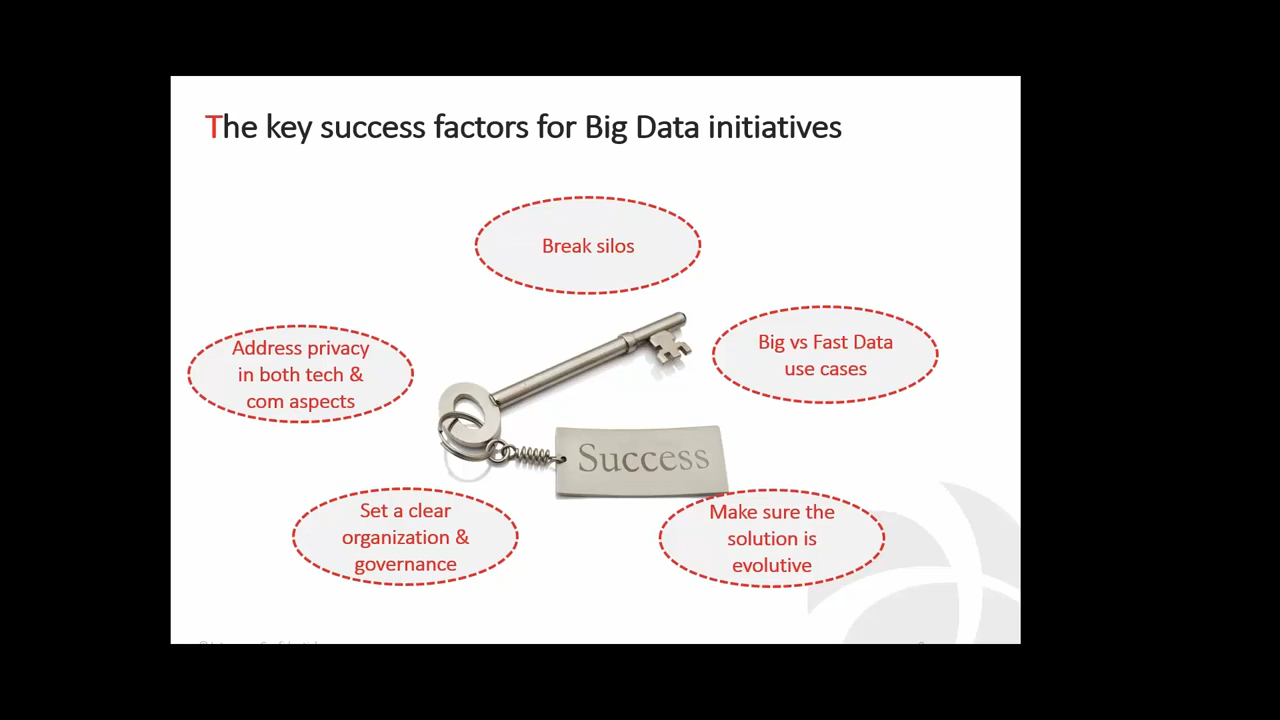 The key success factors for Big Data initiatives
Break silos
Big vs Fast Data
use cases
Address privacy
in both tech &
com aspects
Success
Set a clear
organization &
governance
Make sure the
solution is
evolutive